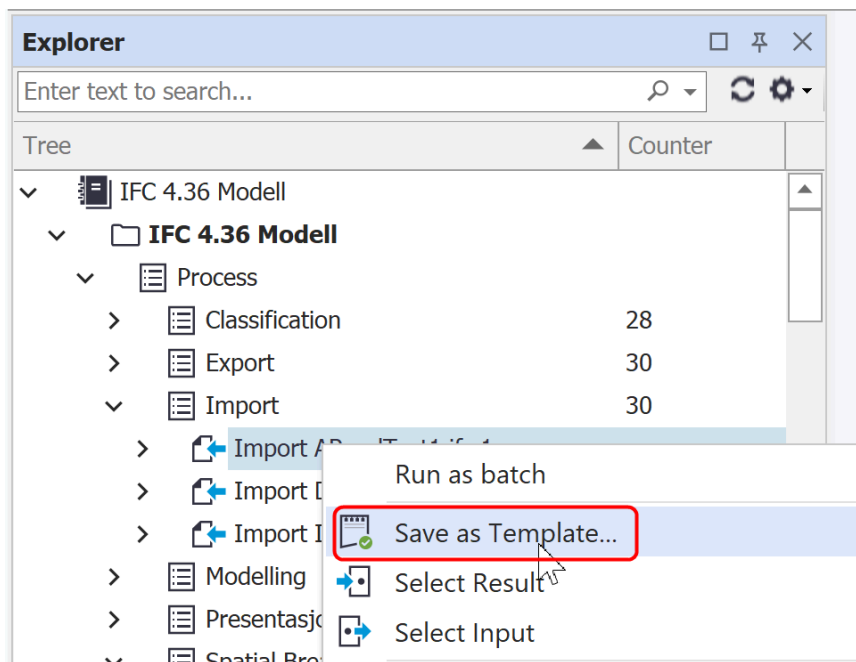 Explorer
Enter text to search...
Tree Counter
IFC 4.36 Modell
IFC 4.36 Modell
Process
Classification 28
Export 30
Import 30
Import
Run as batch
Import
Save as Template...
Import
Modelling
Select Result
Select Input
Spatial